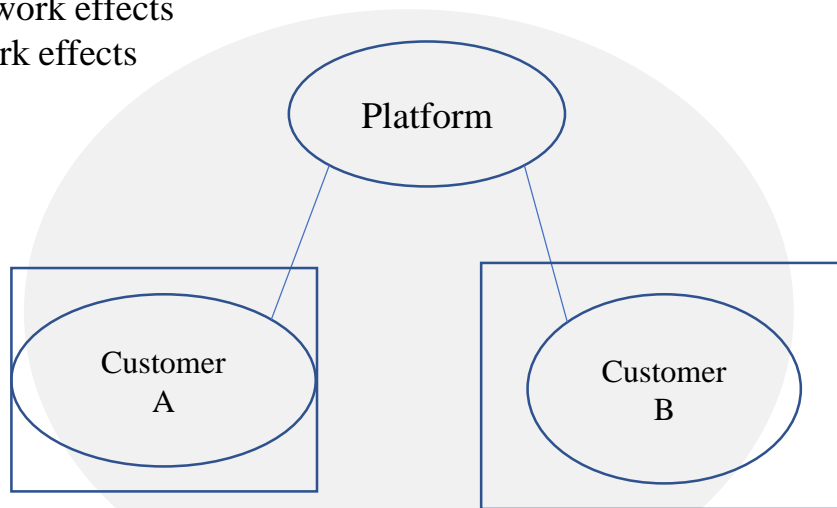 work effects
rk effects
Platform
Customer
A
Customer
B